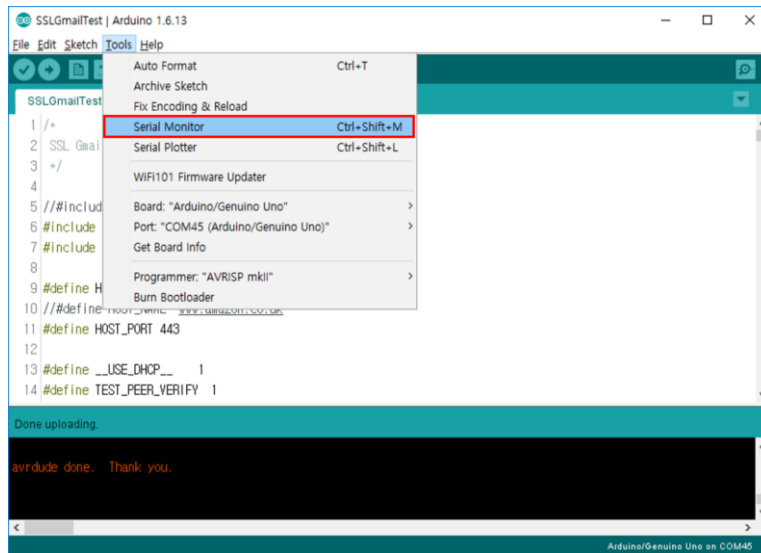 SSLGmailTest | Arduino 1.6.13
File Edit Sketch Tools Help
SSLGmailTest
Auto Format Ctrl+T
Archive Sketch
Fix Encoding & Reload
Serial Monitor Ctrl+Shift+M
Serial Plotter Ctrl+Shift+L
WiFi101 Firmware Updater
Board: "Arduino/Genuino Uno"
Port: "COM45 (Arduino/Genuino Uno)"
Get Board Info
Programmer: "AVRISP mkII"
Burn Bootloader
1 /*
2 SSL Gmai
3 */
4
5 //#includ
6 #include
7 #include
8
9 #define H
10 //#define HOST_NAME www.amazon.co.uk
11 #define HOST_PORT 443
12
13 #define __USE_DHCP__ 1
14 #define TEST_PEER_VERIFY 1
Done uploading.
avrdude done. Thank you.
Arduino/Genuino Uno on COM45